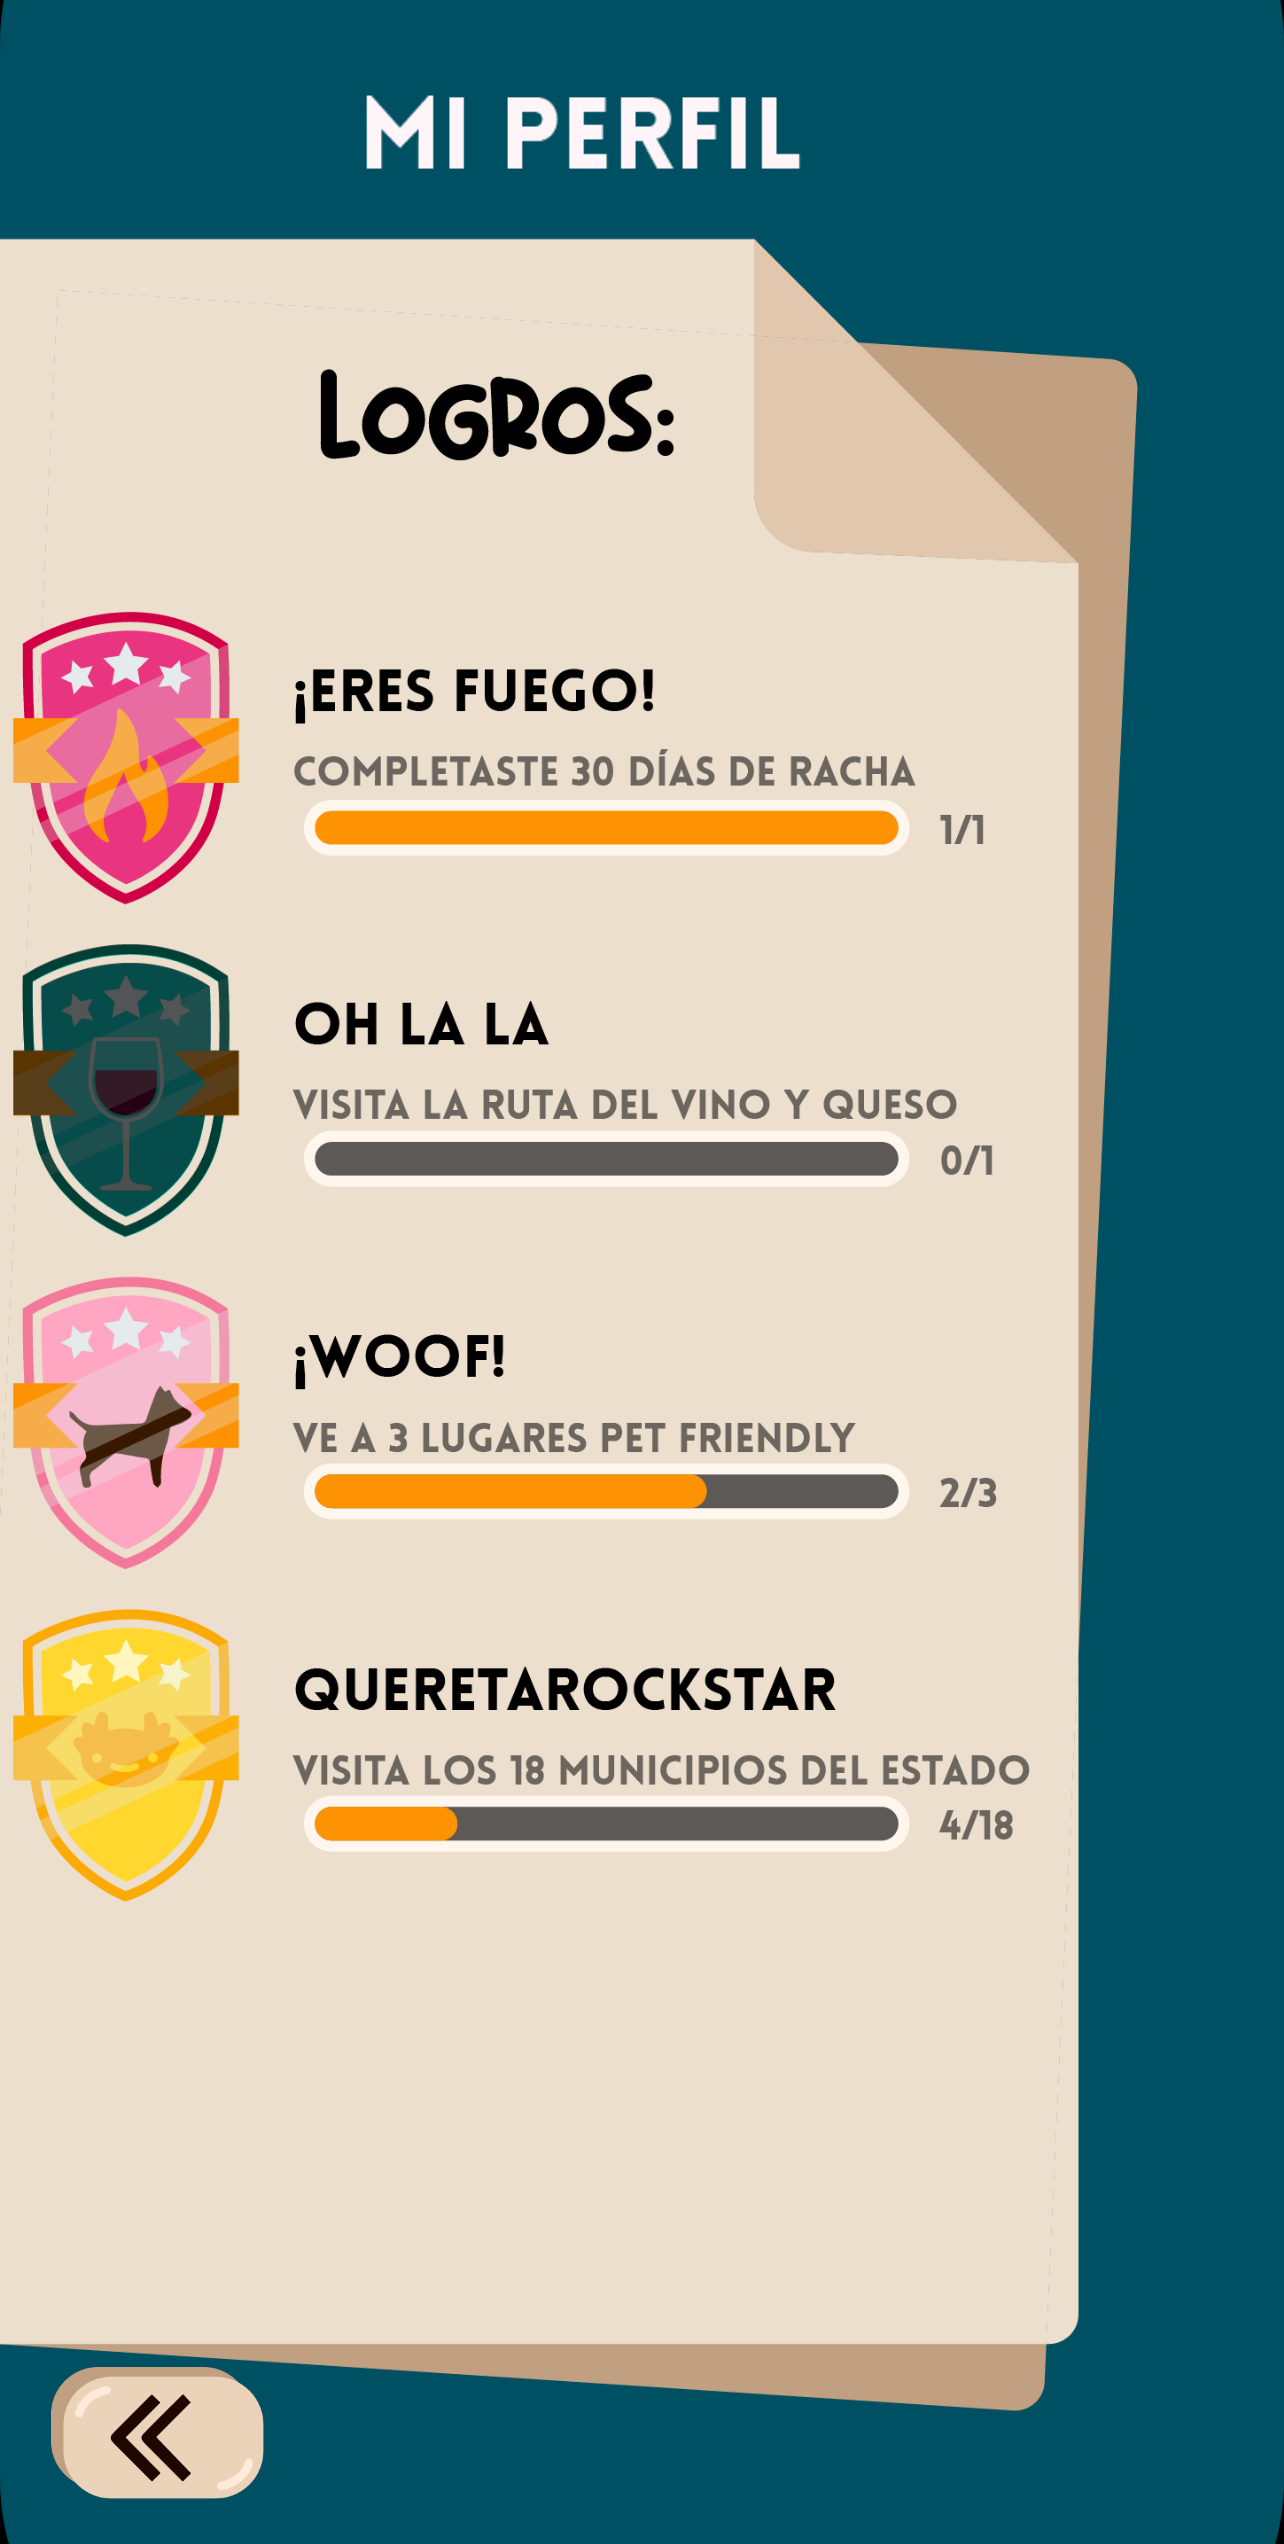 MI PERFIL
LOGROS:
¡ERES FUEGO!
COMPLETASTE 30 DÍAS DE RACHA
1/1
OH LA LA
VISITA LA RUTA DEL VINO Y QUESO
0/1
¡WOOF!
VE A 3 LUGARES PET FRIENDLY
2/3
QUERETAROCKSTAR
VISITA LOS 18 MUNICIPIOS DEL ESTADO
4/18